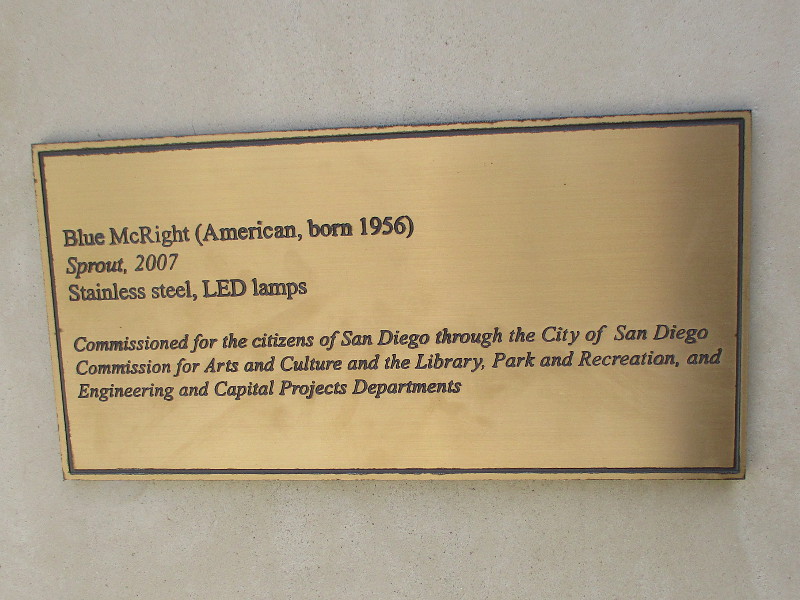 Blue McRight (American, born 1956)
Sprout, 2007
Stainless steel, LED lamps
Commissioned for the citizens of San Diego through the City of San Diego
Commission for Arts and Culture and the Library, Park and Recreation, and
Engineering and Capital Projects Departments